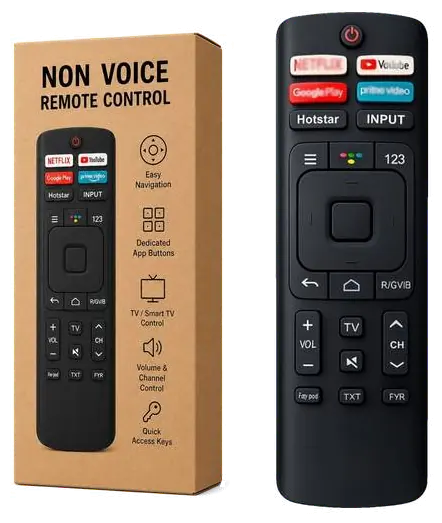 NON VOICE
REMOTE CONTROL
NETFLIX
YouTube
Google Play
prime video
Hotstar
INPUT
123
R/GVIB
+
VOL
−
TV
CH
TXT
FYR
Easy
Navigation
Dedicated
App Buttons
TV / Smart TV
Control
Volume &
Channel
Control
Quick
Access Keys
NETFLIX
YouTube
Google Play
prime video
Hotstar
INPUT
123
R/GVIB
+
VOL
−
TV
CH
TXT
FYR